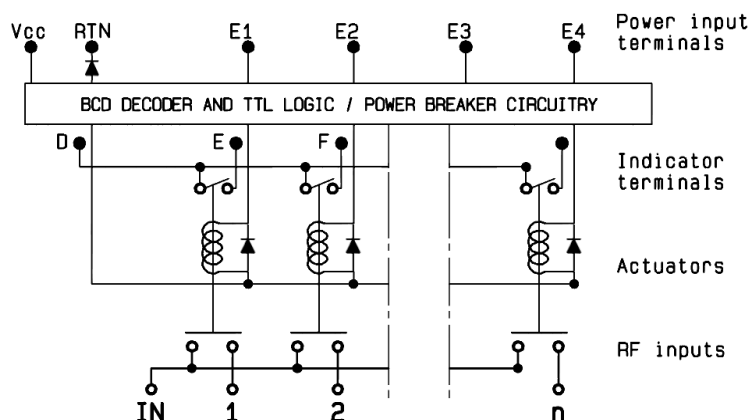 Vcc RTN E1 E2 E3 E4 Power input
terminals
BCD DECODER AND TTL LOGIC / POWER BREAKER CIRCUITRY
D E F Indicator
terminals
Actuators
RF inputs
IN 1 2 n